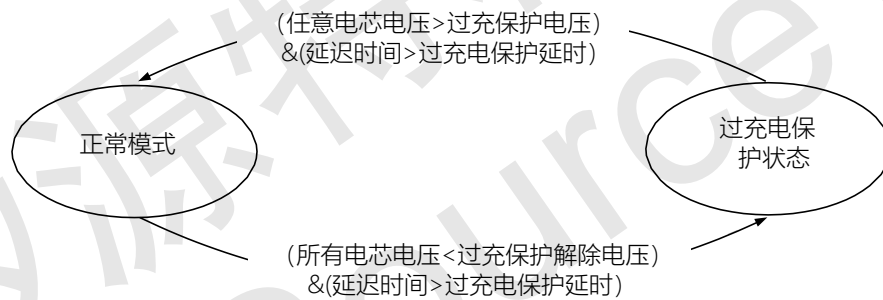 （任意电芯电压>过充保护电压）
&(延迟时间>过充电保护延时）
正常模式
过充电保
护状态
（所有电芯电压<过充保护解除电压）
&(延迟时间>过充电保护延时）
源特
ource